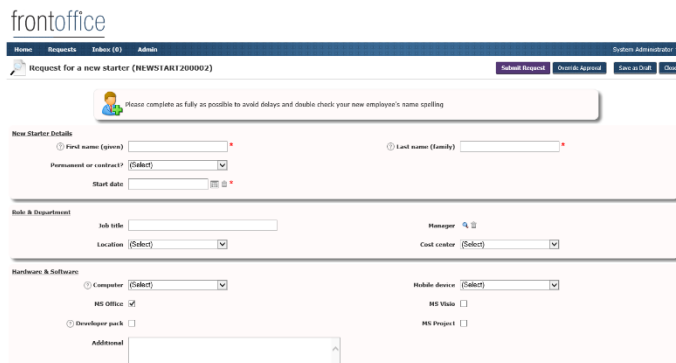 frontoffice
Home Requests Inbox (0) Admin System Administrator
Request for a new starter (NEWSTART200002) Submit Request Override Approval Save as Draft Close
Please complete as fully as possible to avoid delays and double check your new employee's name spelling
New Starter Details
? First name (given) * ? Last name (family) *
Permanent or contract? (Select)
Start date *
Role & Department
Job title Manager
Location (Select) Cost center (Select)
Hardware & Software
? Computer (Select) Mobile device (Select)
MS Office MS Visio
? Developer pack MS Project
Additional